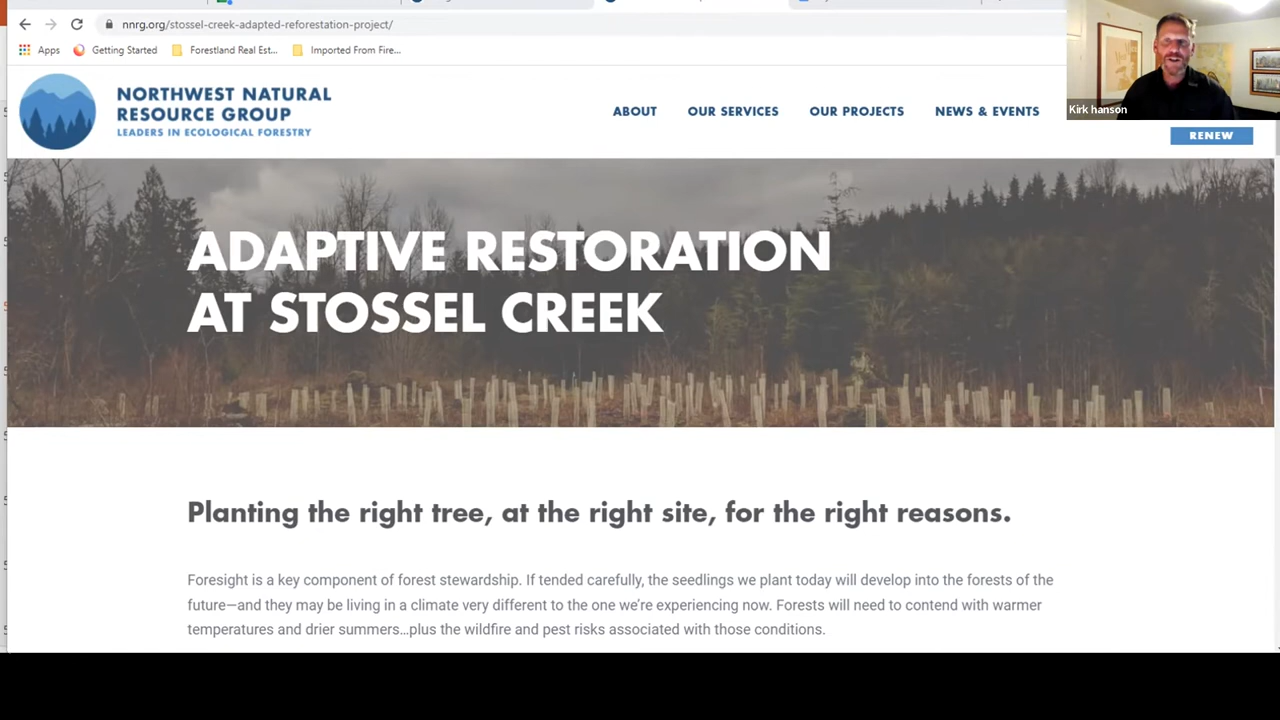 nnrg.org/stossel-creek-adapted-reforestation-project/
Apps Getting Started Forestland Real Est... Imported From Fire...
NORTHWEST NATURAL
RESOURCE GROUP
LEADERS IN ECOLOGICAL FORESTRY
ABOUT OUR SERVICES OUR PROJECTS NEWS & EVENTS
Kirk hanson
RENEW
ADAPTIVE RESTORATION
AT STOSSEL CREEK
Planting the right tree, at the right site, for the right reasons.
Foresight is a key component of forest stewardship. If tended carefully, the seedlings we plant today will develop into the forests of the
future—and they may be living in a climate very different to the one we’re experiencing now. Forests will need to contend with warmer
temperatures and drier summers…plus the wildfire and pest risks associated with those conditions.